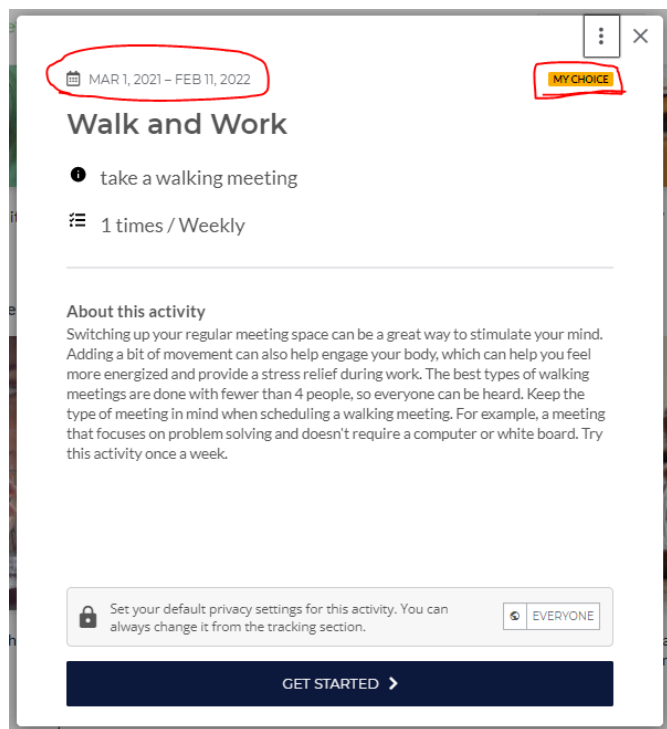 MAR 1, 2021 – FEB 11, 2022
MY CHOICE
Walk and Work
take a walking meeting
1 times / Weekly
About this activity
Switching up your regular meeting space can be a great way to stimulate your mind.
Adding a bit of movement can also help engage your body, which can help you feel
more energized and provide a stress relief during work. The best types of walking
meetings are done with fewer than 4 people, so everyone can be heard. Keep the
type of meeting in mind when scheduling a walking meeting. For example, a meeting
that focuses on problem solving and doesn't require a computer or white board. Try
this activity once a week.
Set your default privacy settings for this activity. You can
always change it from the tracking section.
EVERYONE
GET STARTED